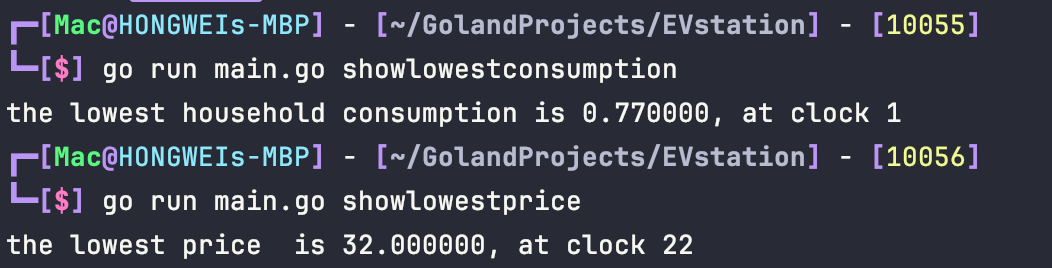 ┌─[Mac@HONGWEIs-MBP] - [~/GolandProjects/EVstation] - [10055]
└─[$] go run main.go showlowestconsumption
the lowest household consumption is 0.770000, at clock 1
┌─[Mac@HONGWEIs-MBP] - [~/GolandProjects/EVstation] - [10056]
└─[$] go run main.go showlowestprice
the lowest price  is 32.000000, at clock 22